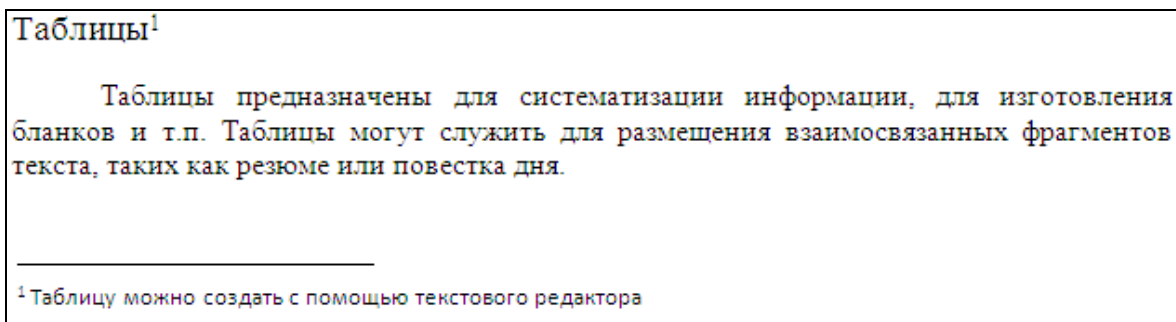 Таблицы¹
Таблицы предназначены для систематизации информации, для изготовления
бланков и т.п. Таблицы могут служить для размещения взаимосвязанных фрагментов
текста, таких как резюме или повестка дня.
¹ Таблицу можно создать с помощью текстового редактора